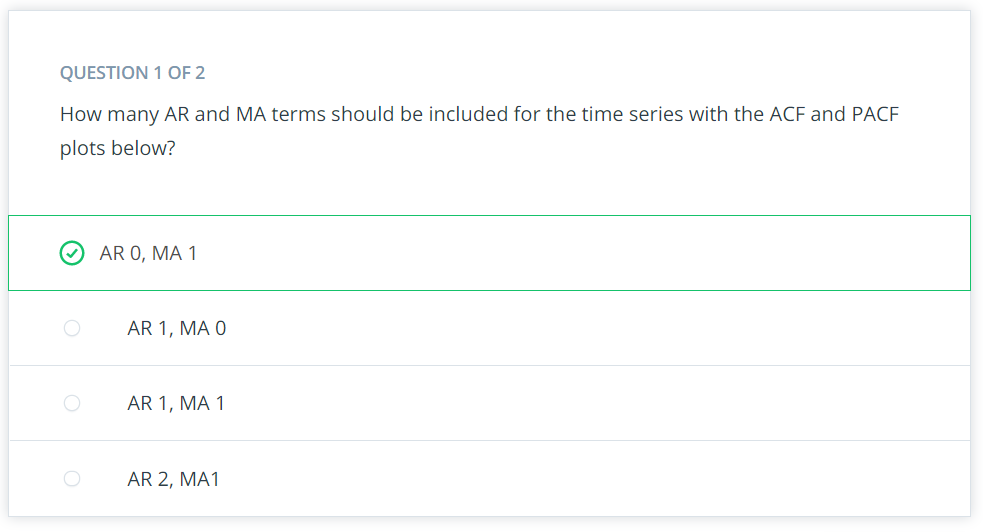 QUESTION 1 OF 2
How many AR and MA terms should be included for the time series with the ACF and PACF
plots below?
AR 0, MA 1
AR 1, MA 0
AR 1, MA 1
AR 2, MA1